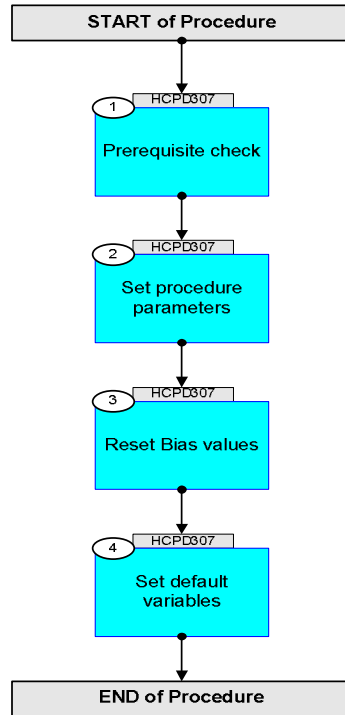 START of Procedure
HCPD307
1
Prerequisite check
HCPD307
2
Set procedure
parameters
HCPD307
3
Reset Bias values
HCPD307
4
Set default
variables
END of Procedure